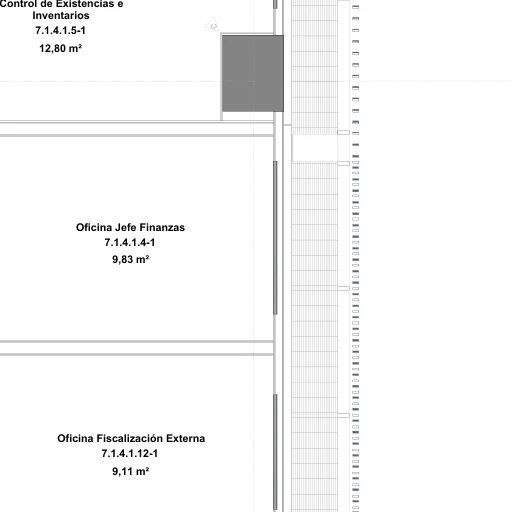 Control de Existencias e
Inventarios
7.1.4.1.5-1
12,80 m²
Oficina Jefe Finanzas
7.1.4.1.4-1
9,83 m²
Oficina Fiscalización Externa
7.1.4.1.12-1
9,11 m²